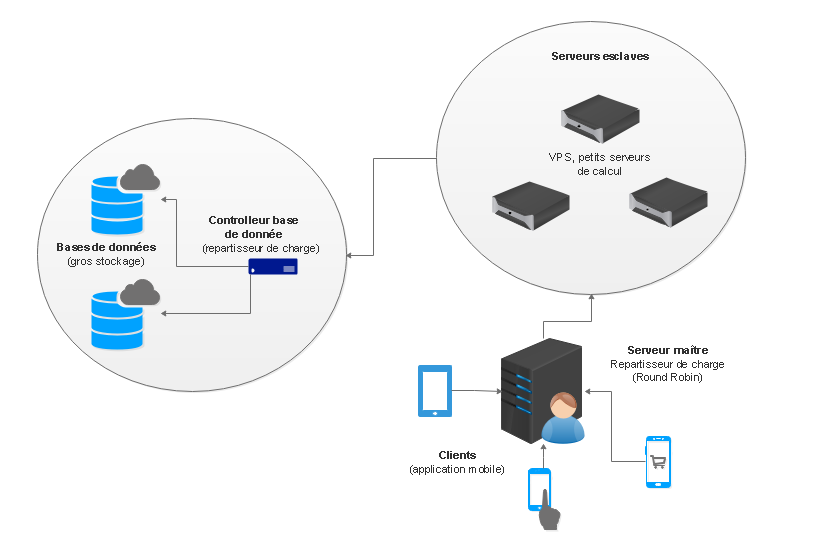 Serveurs esclaves
VPS, petits serveurs
de calcul
Controlleur base
de donnée
(repartisseur de charge)
Bases de données
(gros stockage)
Serveur maître
Repartisseur de charge
(Round Robin)
Clients
(application mobile)